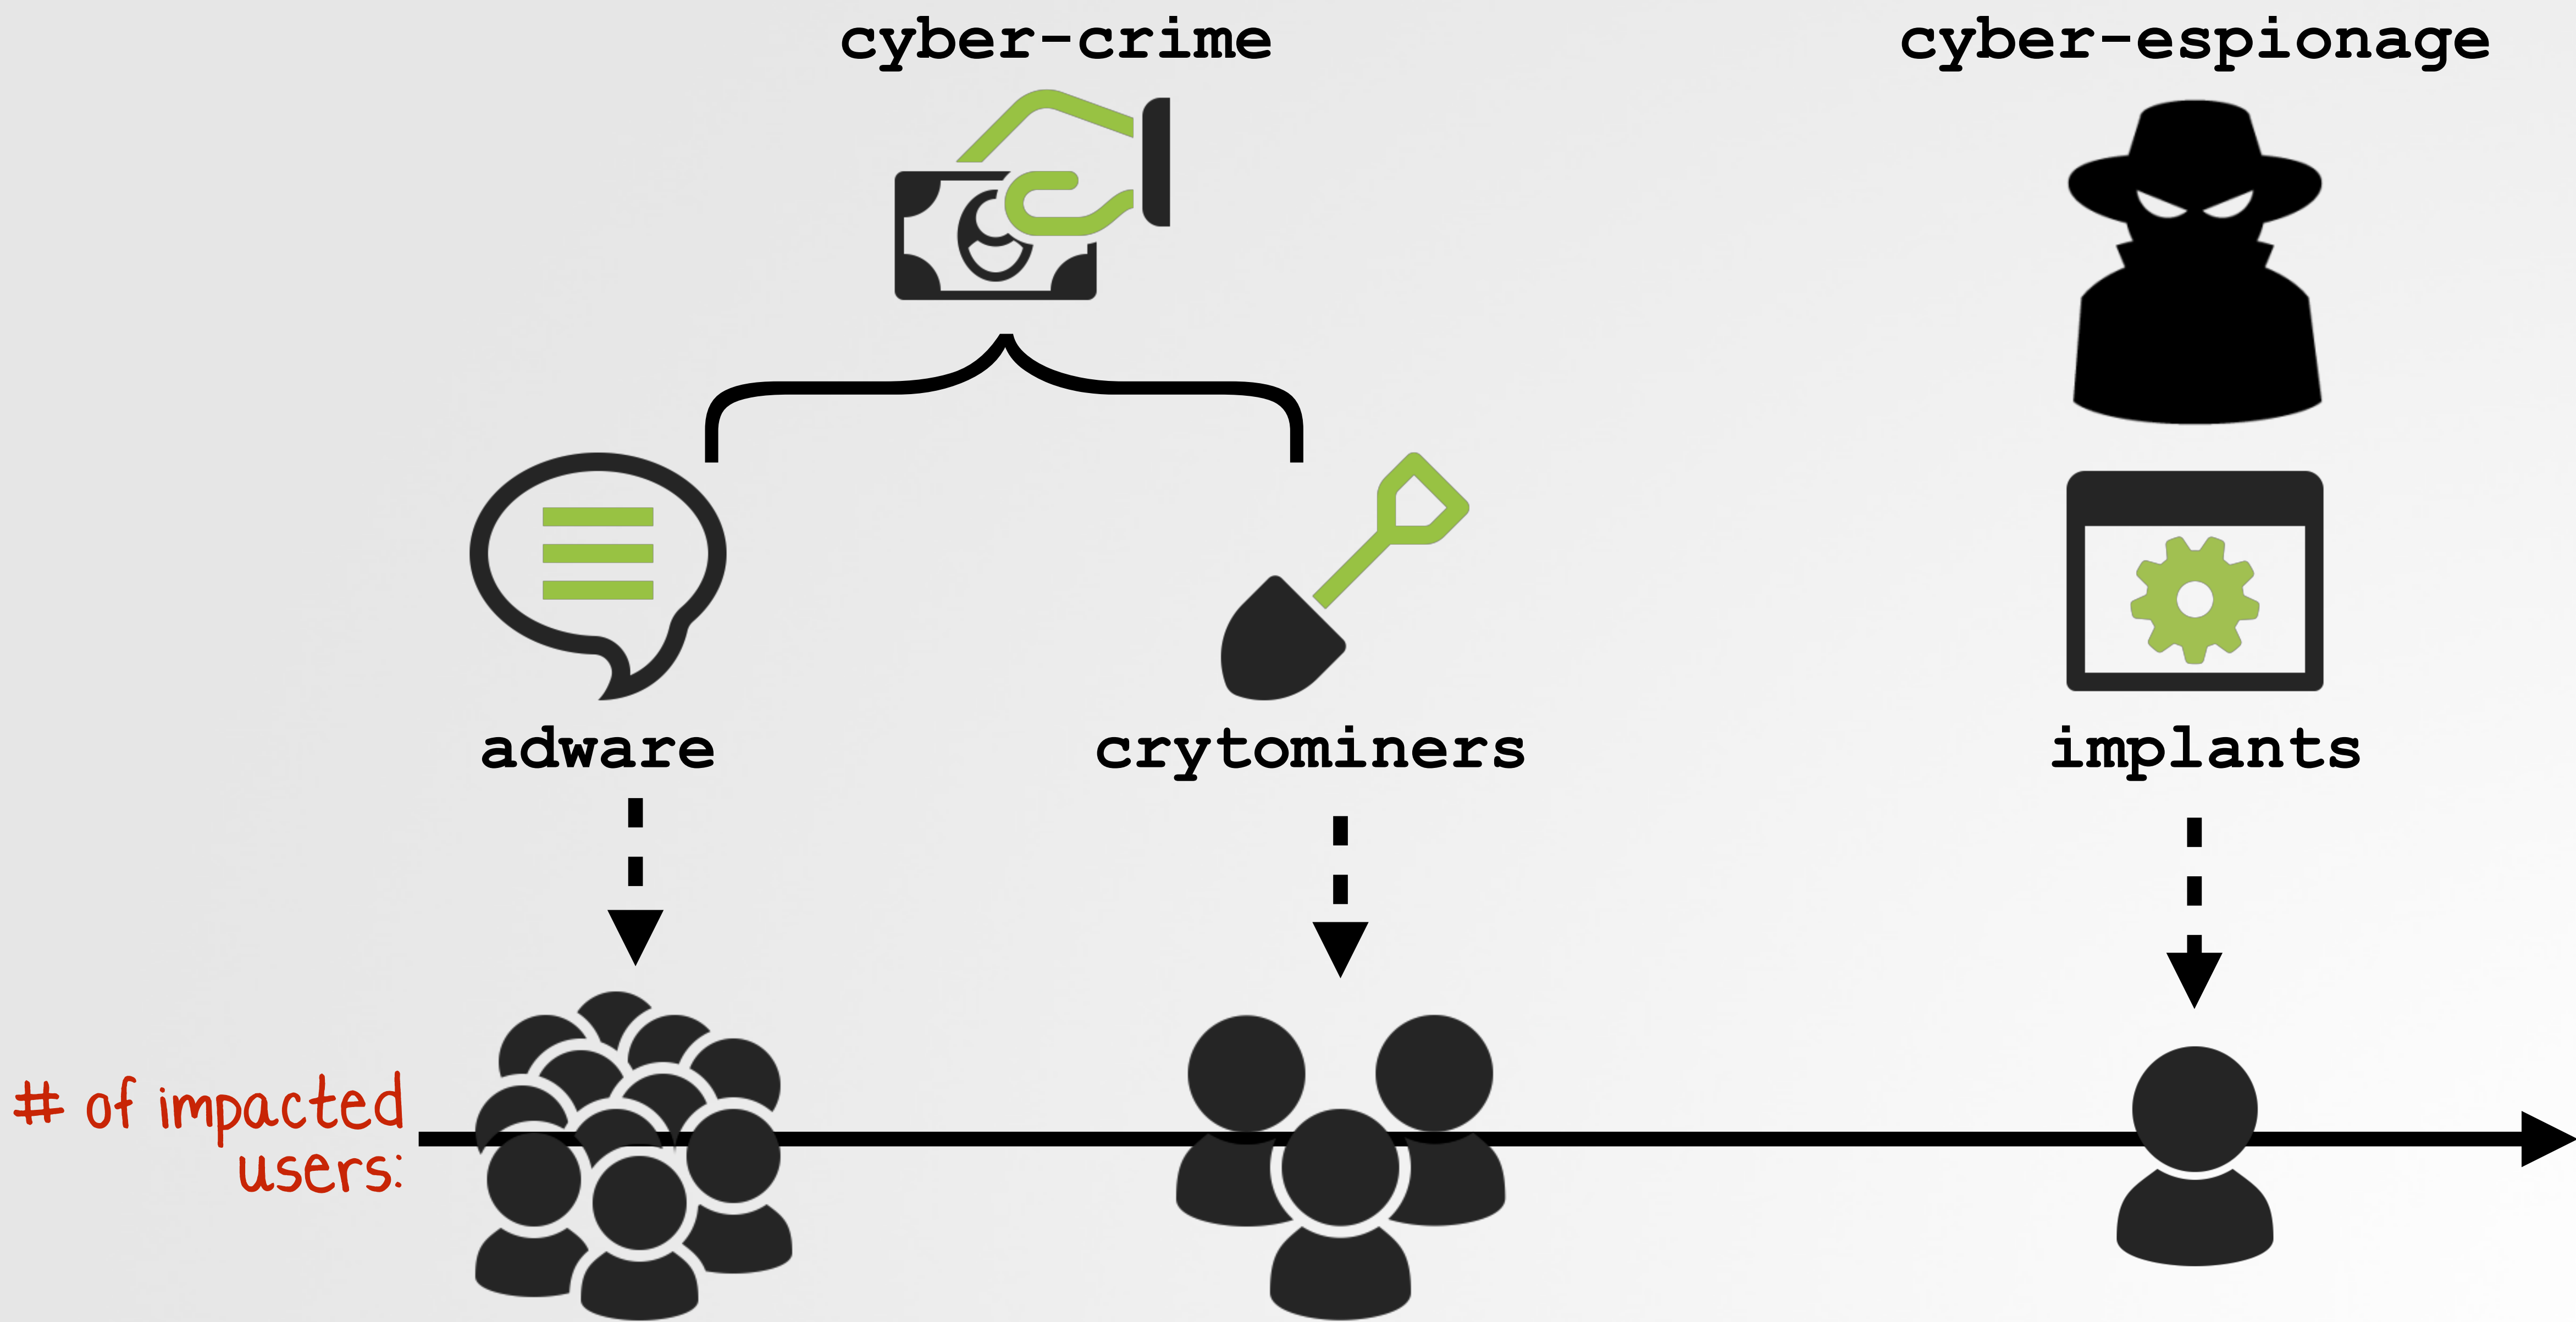 cyber-crime
cyber-espionage
adware
crytominers
implants
# of impacted
users: